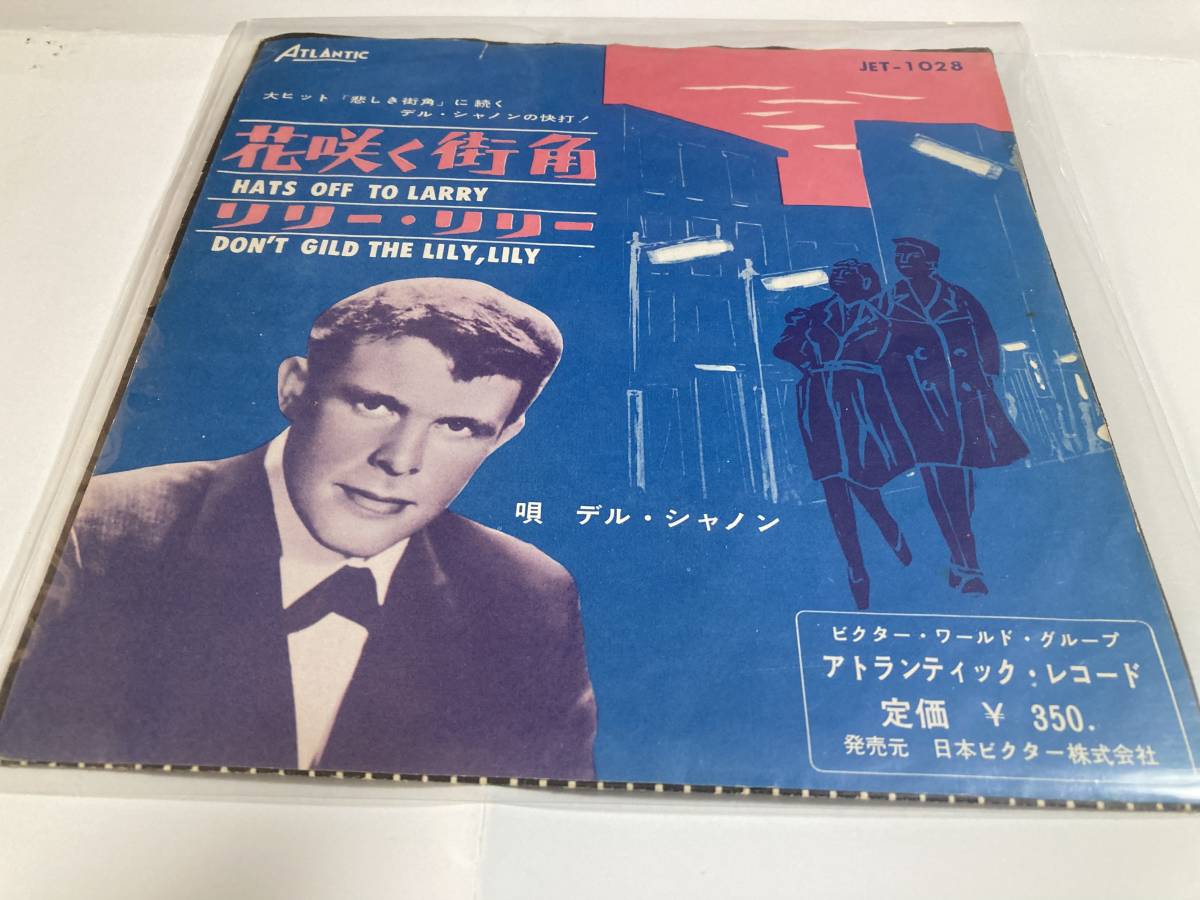 ATLANTIC
JET-1028
大ヒット「悲しき街角」に続く
デル・シャノンの快打!
花咲く街角
HATS OFF TO LARRY
リリー・リリー
DON'T GILD THE LILY, LILY
唄 デル・シャノン
ビクター・ワールド・グループ
アトランティック・レコード
定価 ¥ 350.
発売元 日本ビクター株式会社